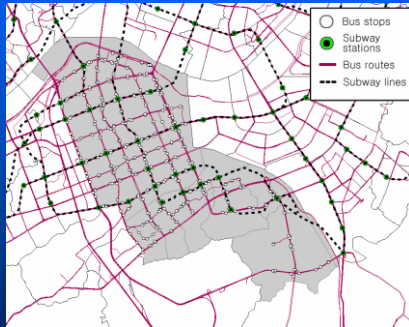 Bus stops
Subway
stations
Bus routes
Subway lines